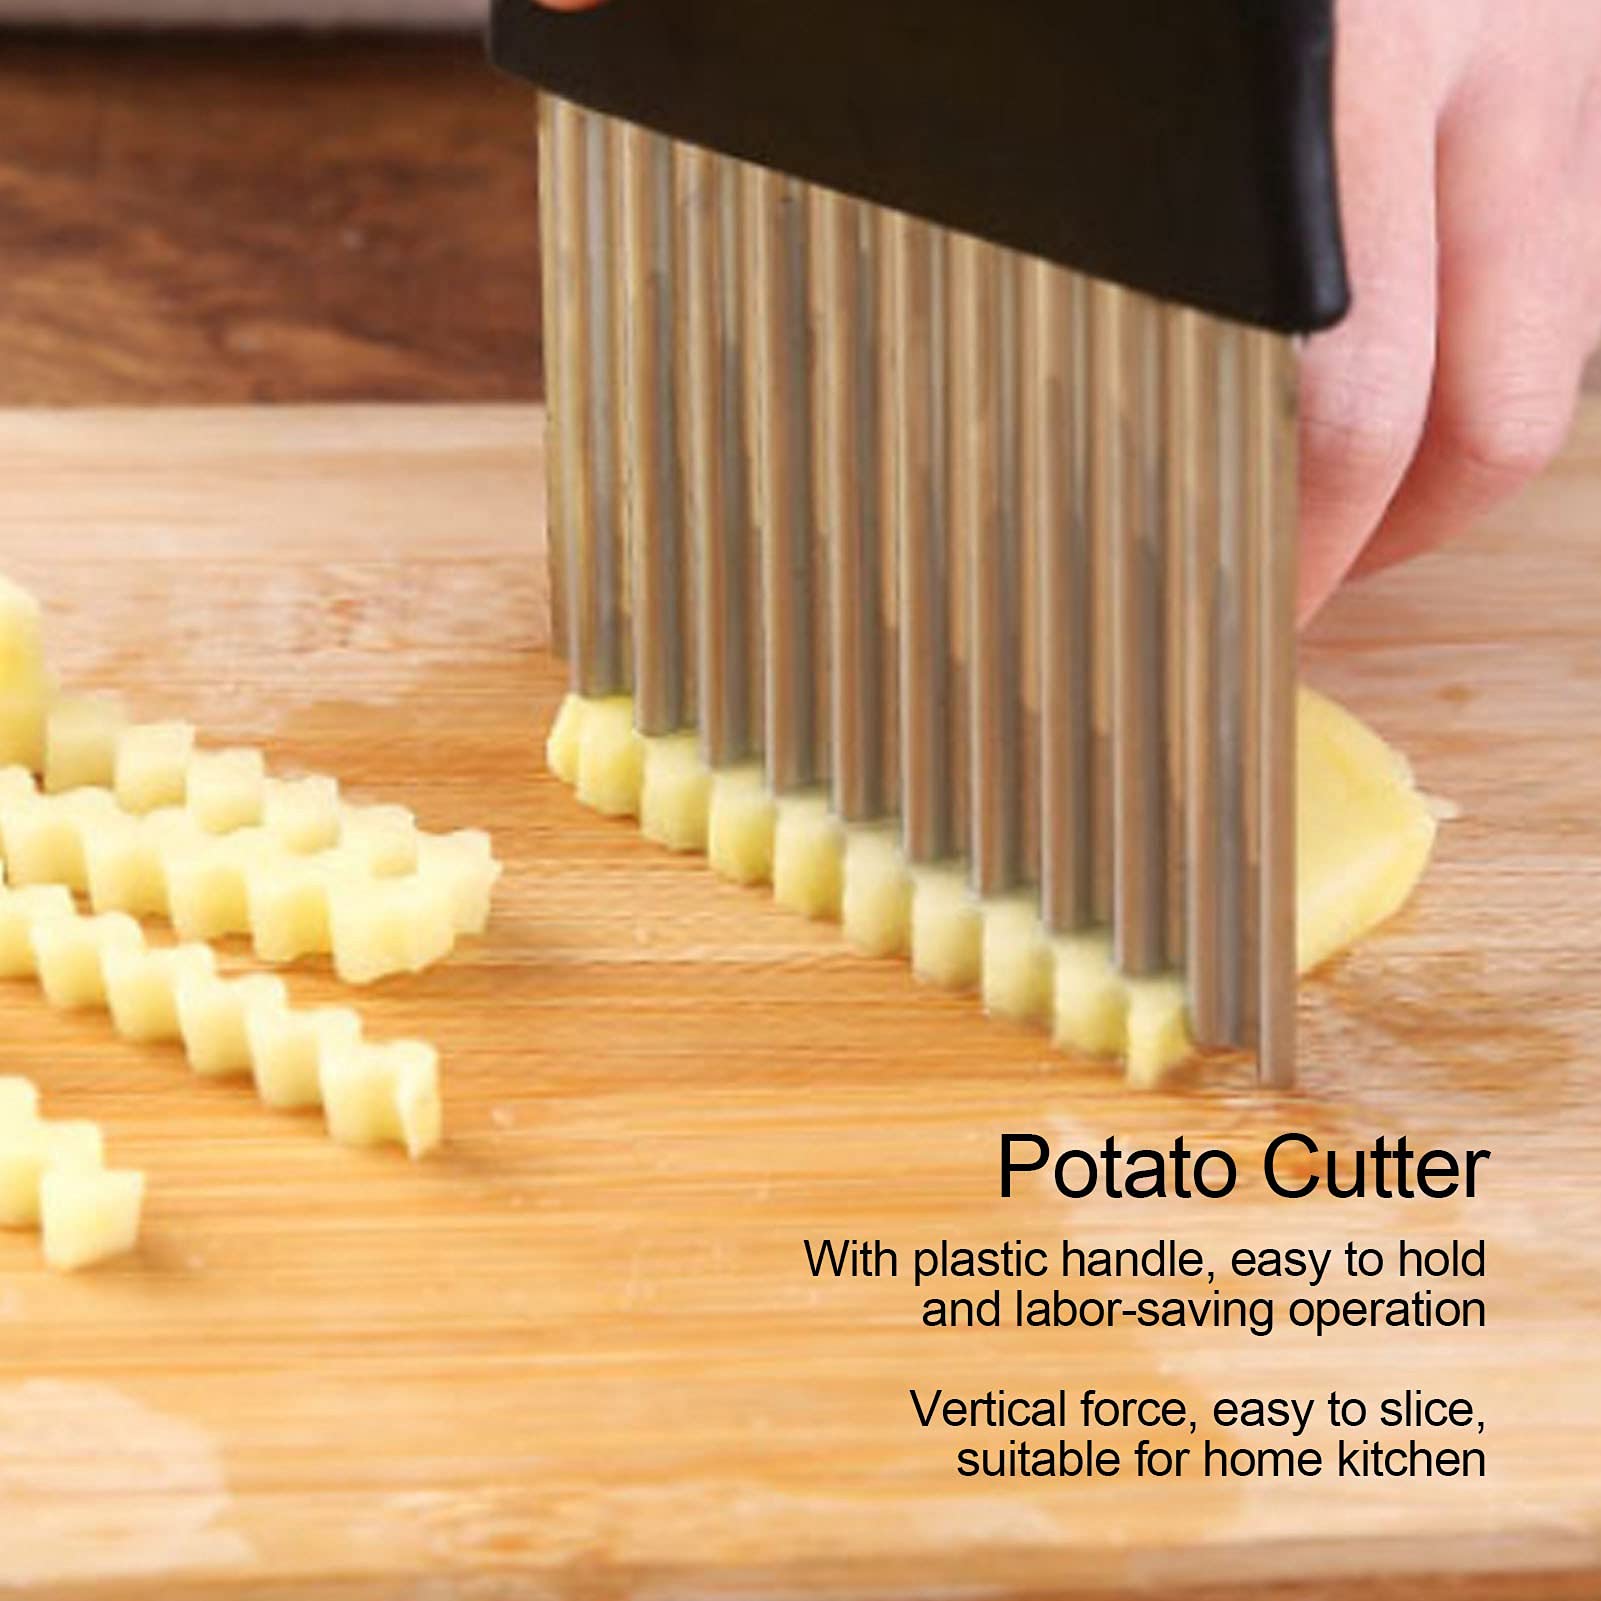 Potato Cutter
With plastic handle, easy to hold
and labor-saving operation
Vertical force, easy to slice,
suitable for home kitchen